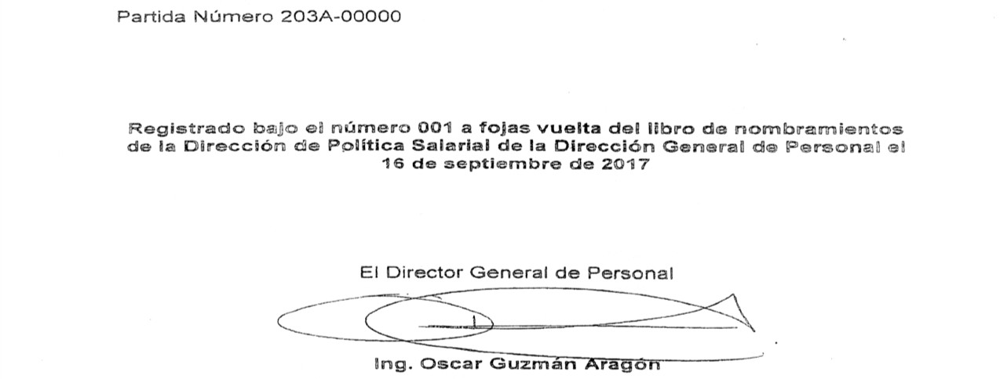 Partida Número 203A-00000
Registrado bajo el número 001 a fojas vuelta del libro de nombramientos
de la Dirección de Política Salarial de la Dirección General de Personal el
16 de septiembre de 2017
El Director General de Personal
Ing. Oscar Guzmán Aragón